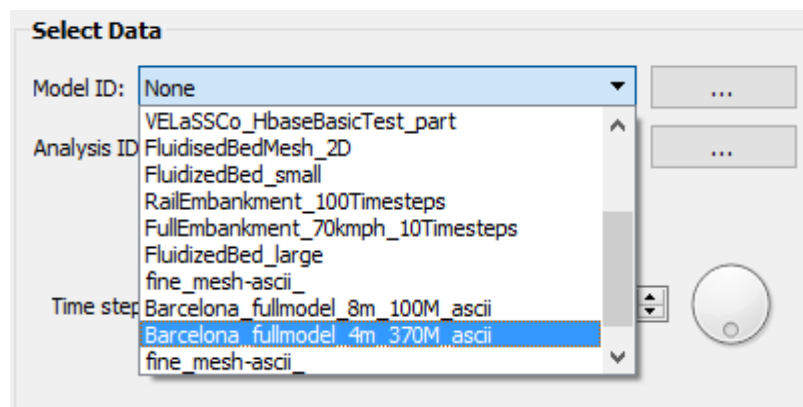 Select Data
Model ID: None ...
VELaSSCo_HbaseBasicTest_part
Analysis ID FluidisedBedMesh_2D ...
FluidizedBed_small
RailEmbankment_100Timesteps
FullEmbankment_70kmph_10Timesteps
FluidizedBed_large
fine_mesh-ascii_
Time step Barcelona_fullmodel_8m_100M_ascii
Barcelona_fullmodel_4m_370M_ascii
fine_mesh-ascii_